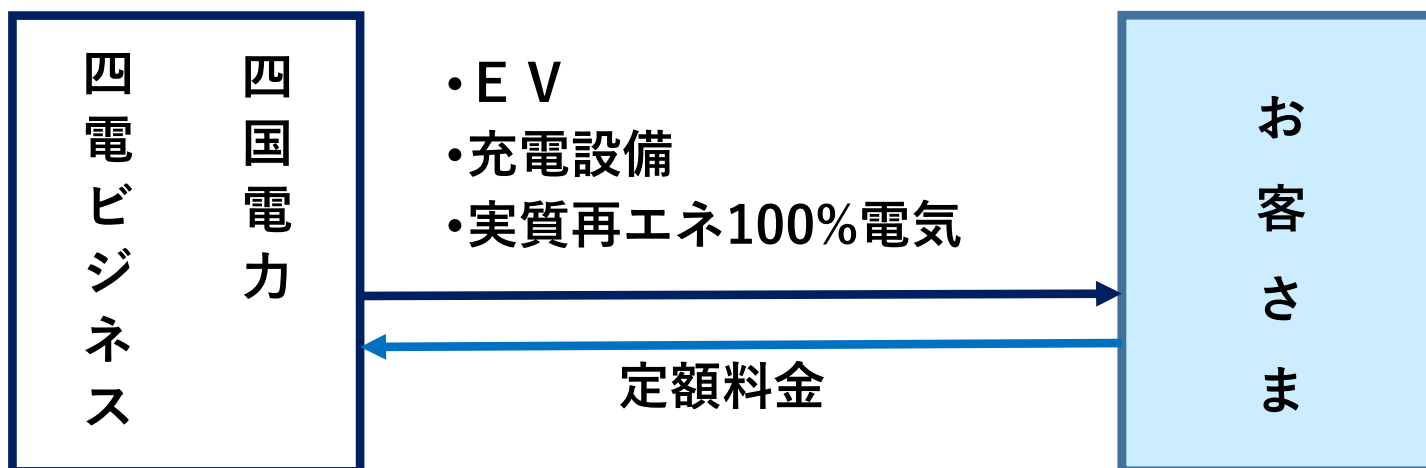 四国電力
四電ビジネス
・ＥＶ
・充電設備
・実質再エネ100%電気
定額料金
お客さま